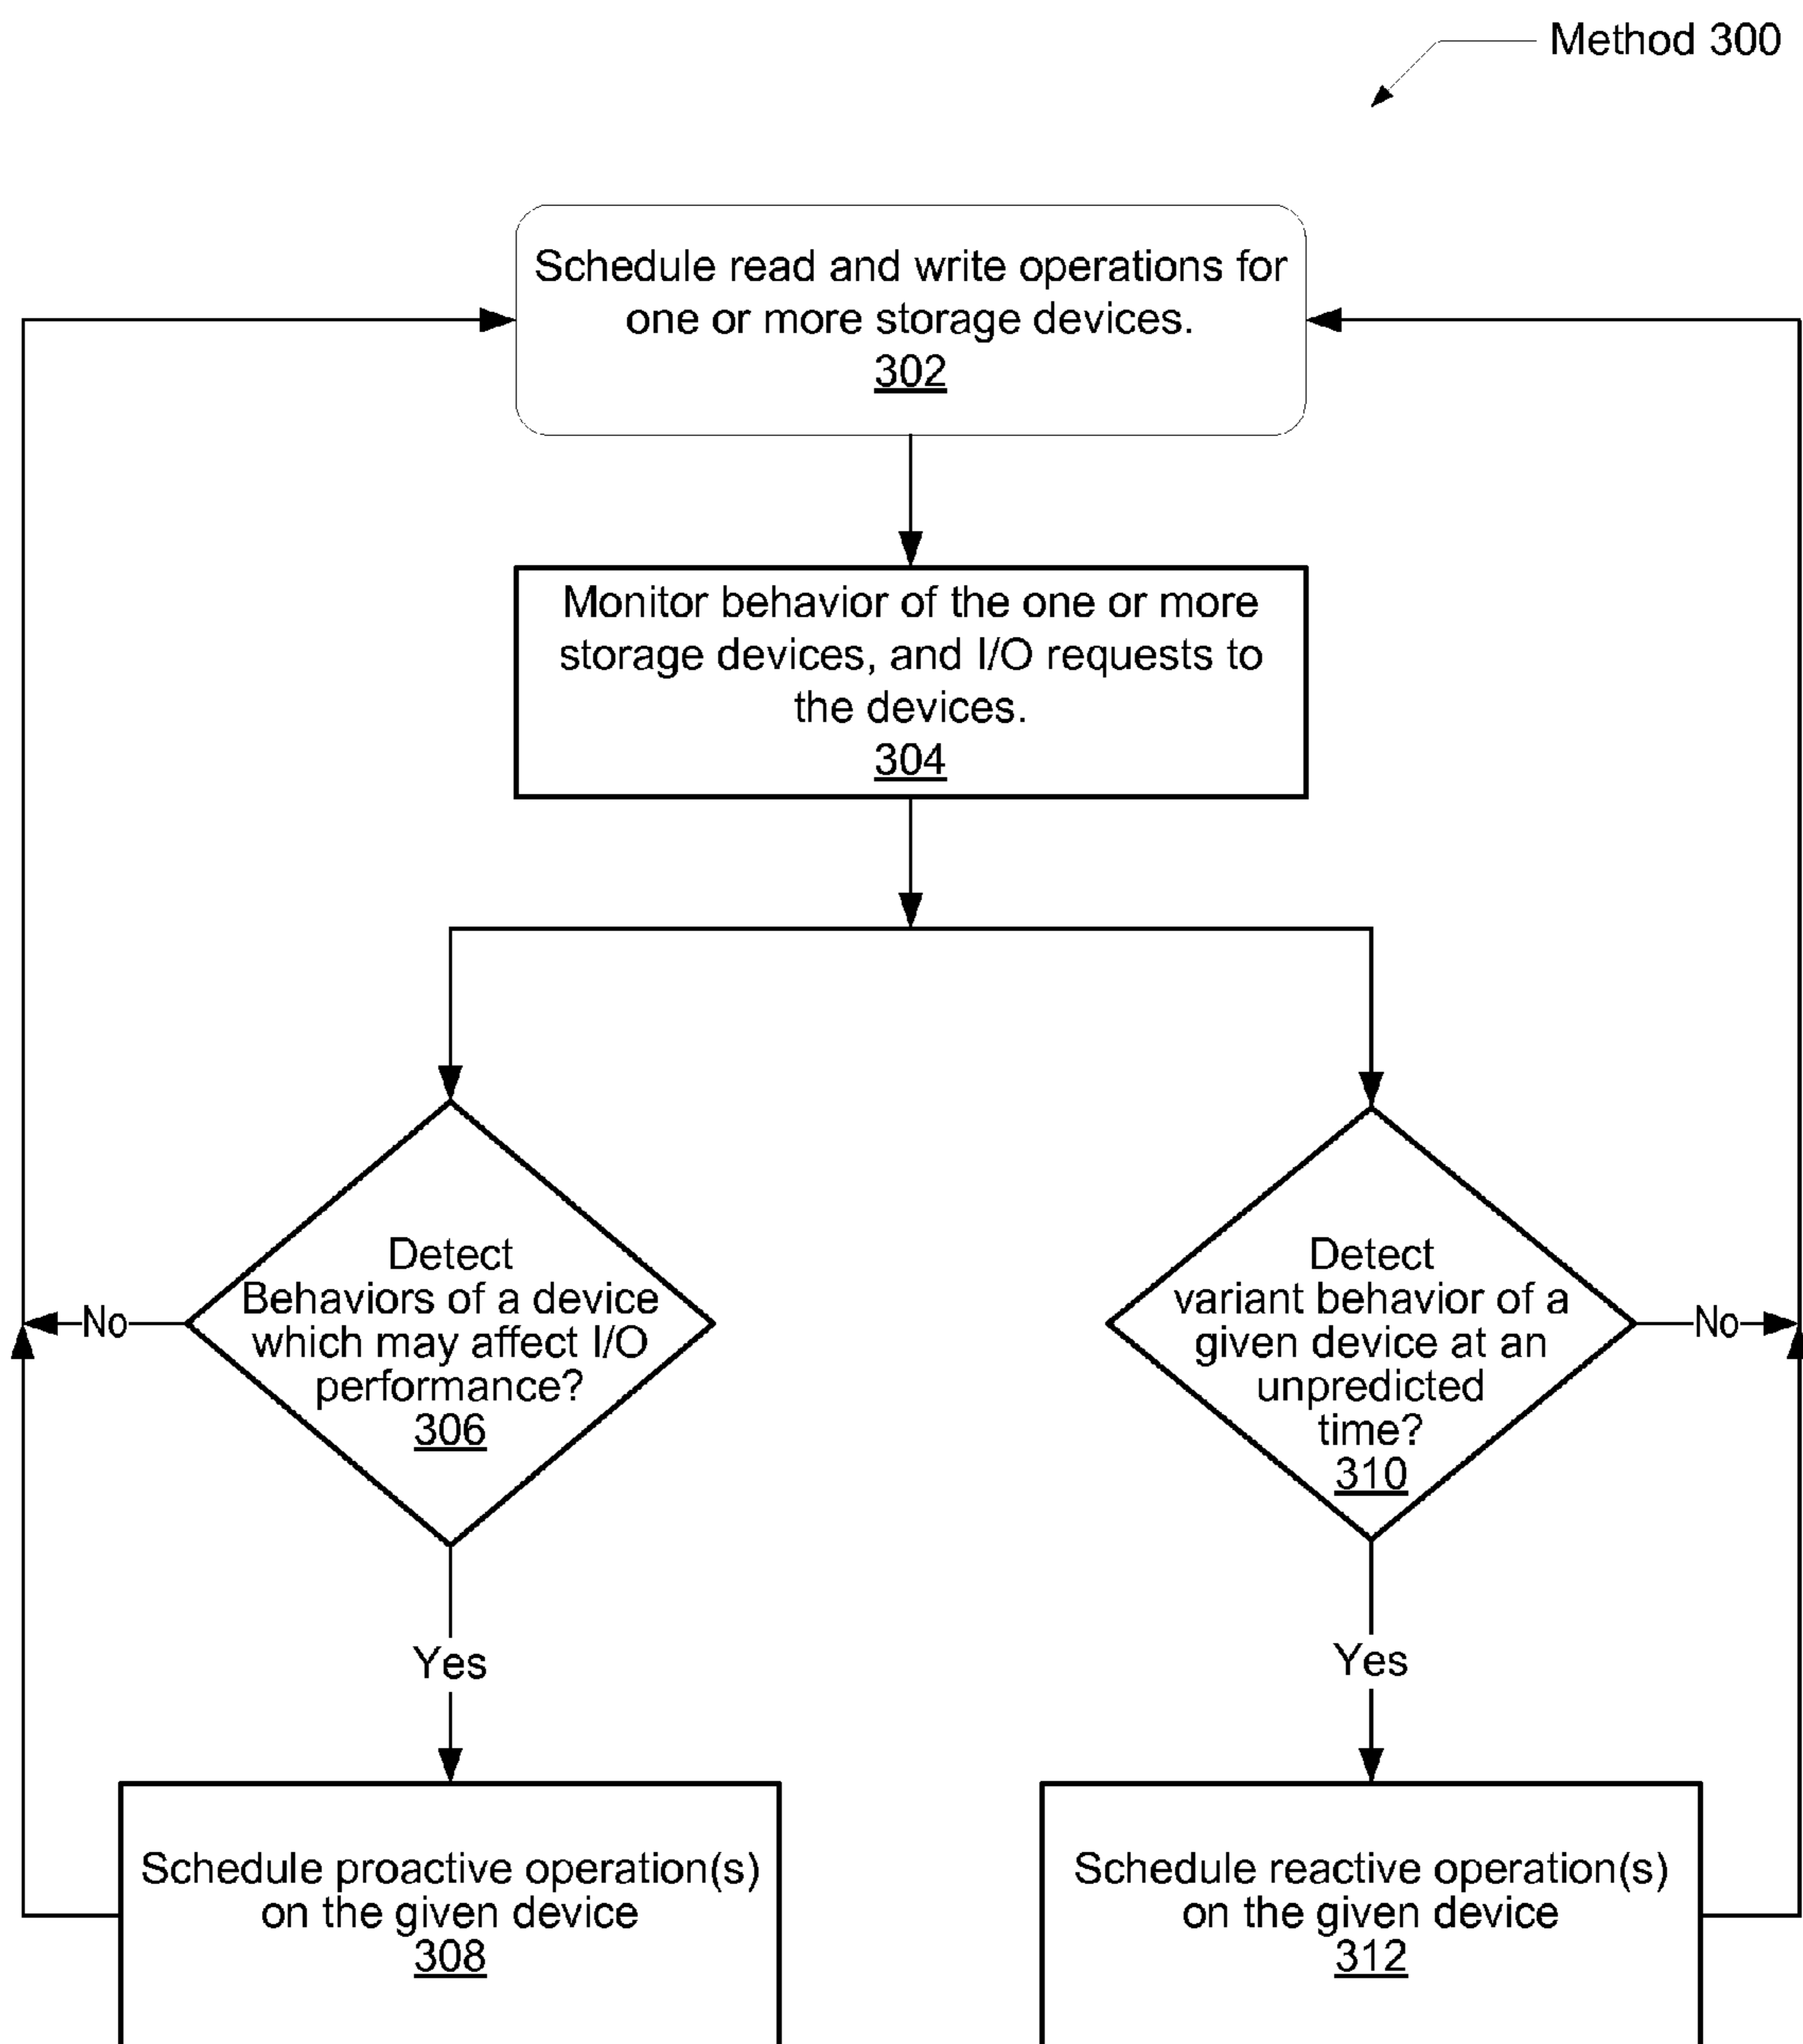 Method 300
Schedule read and write operations for
one or more storage devices.
302
Monitor behavior of the one or more
storage devices, and I/O requests to
the devices.
304
Detect
Behaviors of a device
which may affect I/O
performance?
306
No
Yes
Detect
variant behavior of a
given device at an
unpredicted
time?
310
No
Yes
Schedule proactive operation(s)
on the given device
308
Schedule reactive operation(s)
on the given device
312